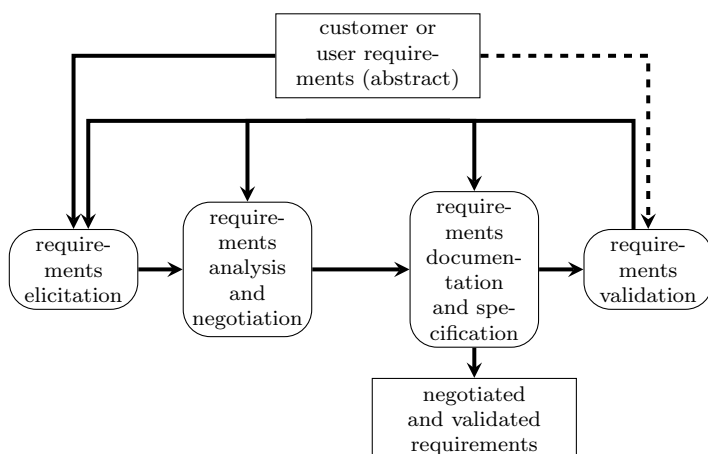 customer or
user require-
ments (abstract)
require-
ments
elicitation
require-
ments
analysis
and
negotiation
require-
ments
documen-
tation
and spe-
cification
require-
ments
validation
negotiated
and validated
requirements